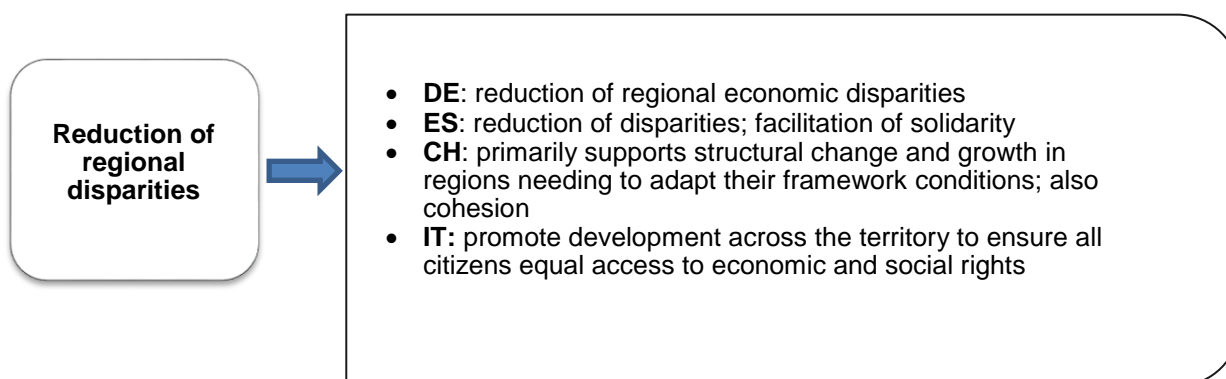 Reduction of
regional
disparities
• DE: reduction of regional economic disparities
• ES: reduction of disparities; facilitation of solidarity
• CH: primarily supports structural change and growth in
regions needing to adapt their framework conditions; also
cohesion
• IT: promote development across the territory to ensure all
citizens equal access to economic and social rights